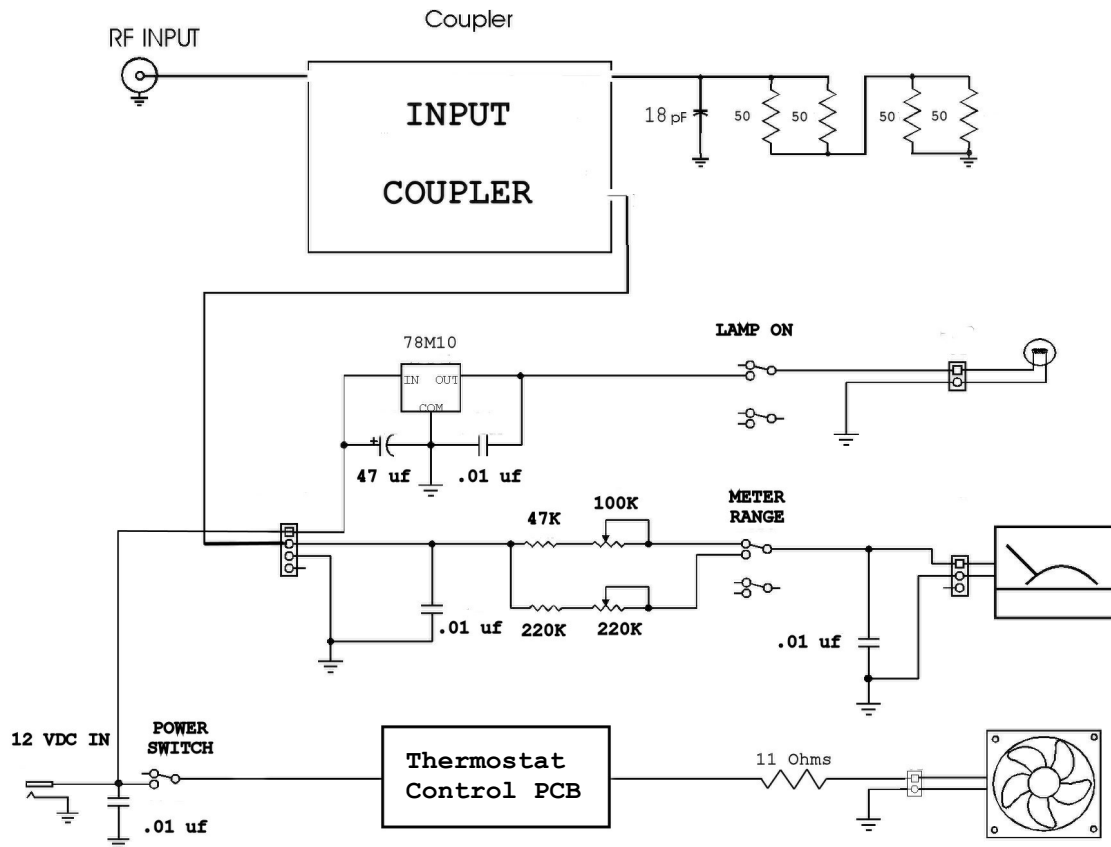 Coupler
RF INPUT
INPUT
COUPLER
18 pF
50
50
50
50
LAMP ON
78M10
IN OUT
COM
+
47 uf
.01 uf
METER
RANGE
47K
100K
.01 uf
220K
220K
.01 uf
12 VDC IN
POWER
SWITCH
Thermostat
Control PCB
11 Ohms
.01 uf